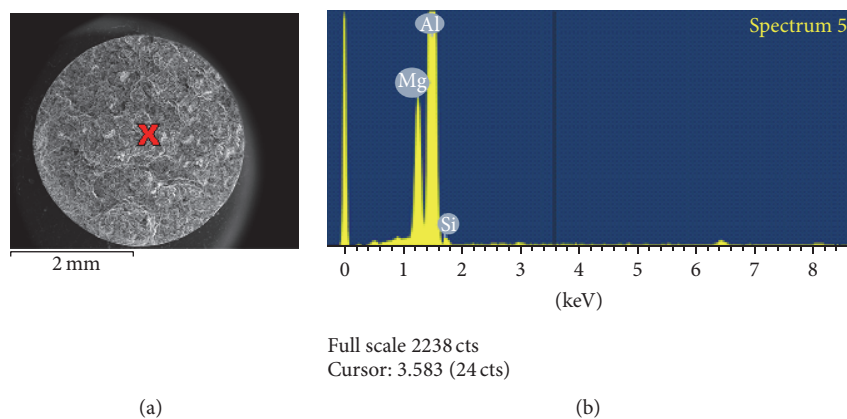 X
2 mm
(a)
Spectrum 5
Al
Mg
Si
0 1 2 3 4 5 6 7 8
(keV)
Full scale 2238 cts
Cursor: 3.583 (24 cts)
(b)